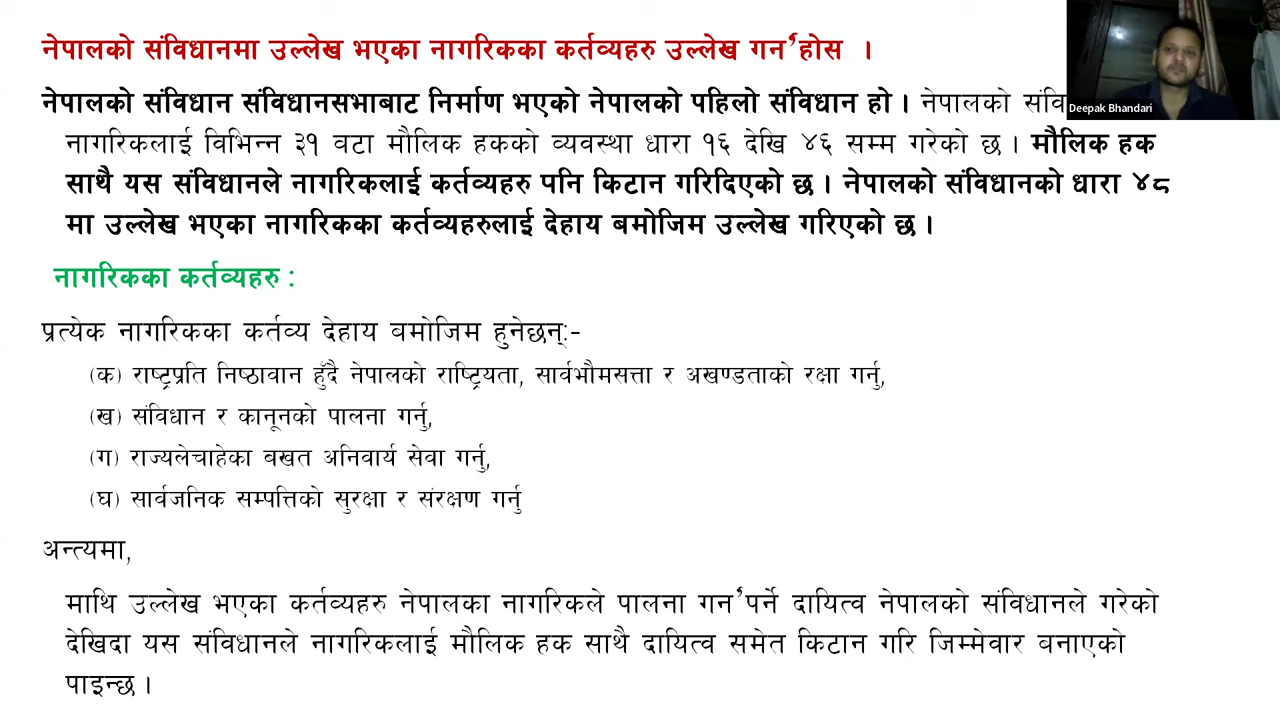 नेपालको संविधानमा उल्लेख भएका नागरिकका कर्तव्यहरु उल्लेख गन’होस ।
Deepak Bhandari
नेपालको संविधान संविधानसभाबाट निर्माण भएको नेपालको पहिलो संविधान हो । नेपालको
नागरिकलाई विभिन्न ३१ वटा मौलिक हकको व्यवस्था धारा १६ देखि ४६ सम्म गरेको छ । मौलिक हक
साथै यस संविधानले नागरिकलाई कर्तव्यहरु पनि किटान गरिदिएको छ । नेपालको संविधानको धारा ४८
मा उल्लेख भएका नागरिकका कर्तव्यहरुलाई देहाय बमोजिम उल्लेख गरिएको छ ।
नागरिकका कर्तव्यहरु :
प्रत्येक नागरिकका कर्तव्य देहाय बमोजिम हुनेछन्ः-
(क) राष्ट्रप्रति निष्ठावान हुँदै नेपालको राष्ट्रियता, सार्वभौमसत्ता र अखण्डताको रक्षा गर्नु,
(ख) संविधान र कानूनको पालना गर्नु,
(ग) राज्यलेचाहेका बखत अनिवार्य सेवा गर्नु,
(घ) सार्वजनिक सम्पत्तिको सुरक्षा र संरक्षण गर्नु
अन्त्यमा,
माथि उल्लेख भएका कर्तव्यहरु नेपालका नागरिकले पालना गन’पर्ने दायित्व नेपालको संविधानले गरेको
देखिदा यस संविधानले नागरिकलाई मौलिक हक साथै दायित्व समेत किटान गरि जिम्मेवार बनाएको
पाइन्छ ।